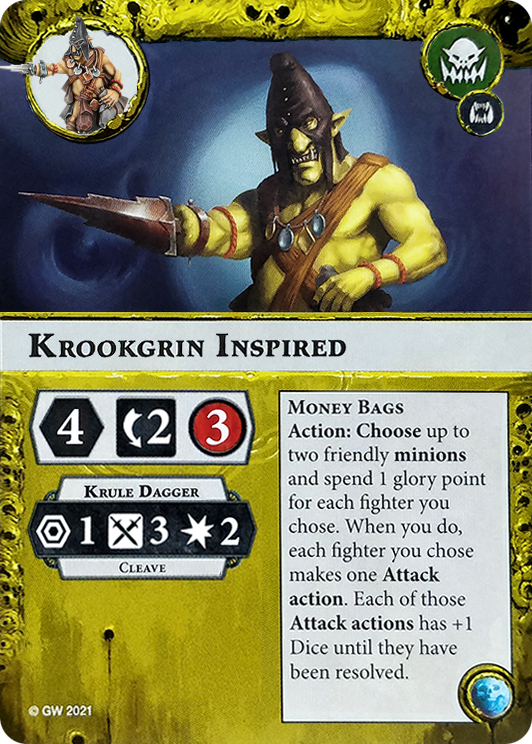 Krookgrin Inspired
4 2 3
Krule Dagger
1 3 2
Cleave
Money Bags
Action: Choose up to
two friendly minions
and spend 1 glory point
for each fighter you
chose. When you do,
each fighter you chose
makes one Attack
action. Each of those
Attack actions has +1
Dice until they have
been resolved.
© GW 2021